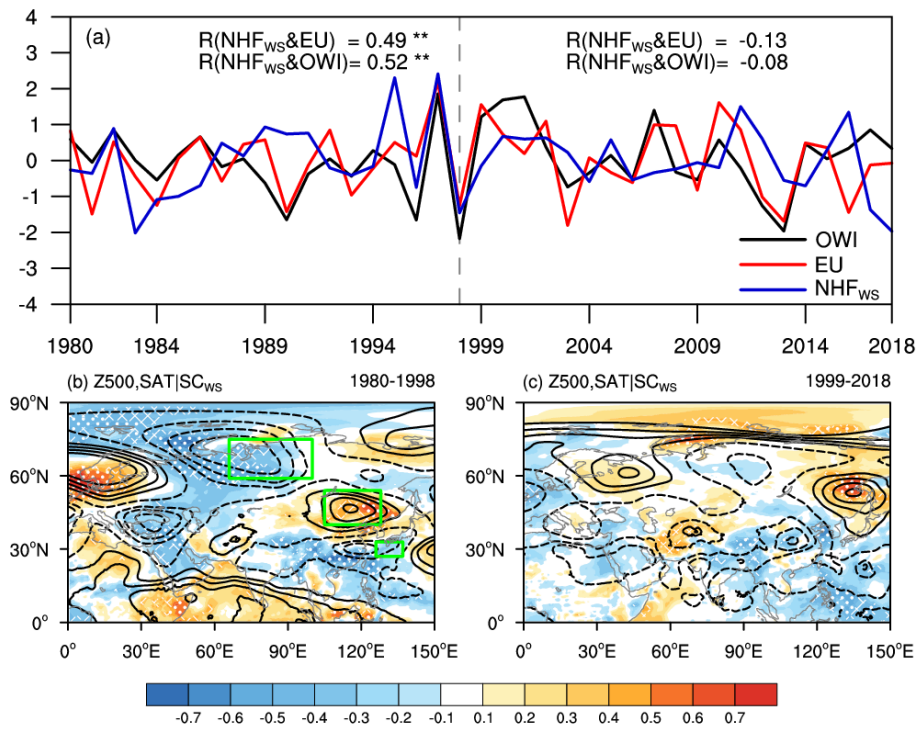 4
3
2
1
0
-1
-2
-3
-4
(a)
R(NHFWS&EU) = 0.49 **
R(NHFWS&OWI)= 0.52 **
R(NHFWS&EU) = -0.13
R(NHFWS&OWI)= -0.08
OWI
EU
NHFWS
1980 1984 1989 1994 1999 2004 2009 2014 2018
(b) Z500,SAT|SCWS 1980-1998
90°N
60°N
30°N
0°
0° 30°E 60°E 90°E 120°E 150°E
(c) Z500,SAT|SCWS 1999-2018
90°N
60°N
30°N
0°
0° 30°E 60°E 90°E 120°E 150°E
-0.7 -0.6 -0.5 -0.4 -0.3 -0.2 -0.1 0.1 0.2 0.3 0.4 0.5 0.6 0.7